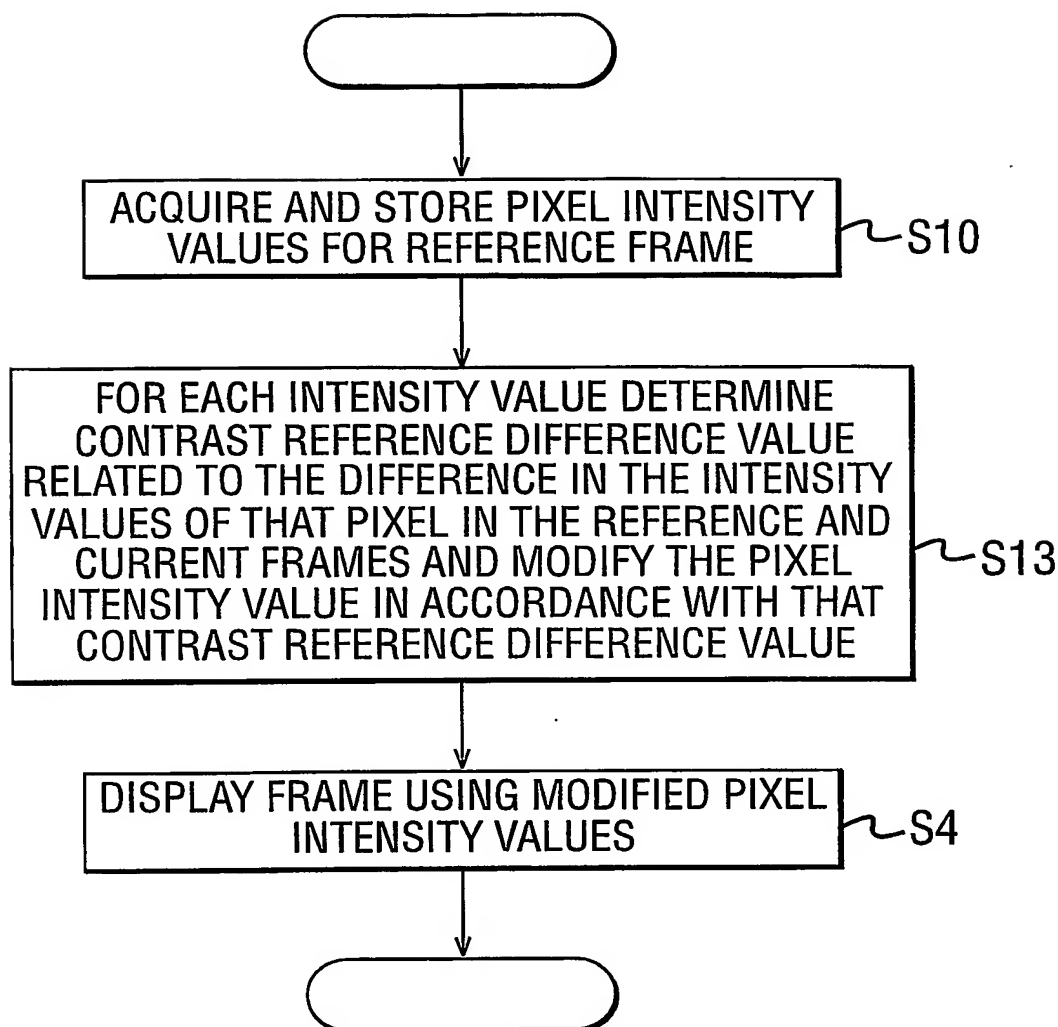 ACQUIRE AND STORE PIXEL INTENSITY
VALUES FOR REFERENCE FRAME
S10
FOR EACH INTENSITY VALUE DETERMINE
CONTRAST REFERENCE DIFFERENCE VALUE
RELATED TO THE DIFFERENCE IN THE INTENSITY
VALUES OF THAT PIXEL IN THE REFERENCE AND
CURRENT FRAMES AND MODIFY THE PIXEL
INTENSITY VALUE IN ACCORDANCE WITH THAT
CONTRAST REFERENCE DIFFERENCE VALUE
S13
DISPLAY FRAME USING MODIFIED PIXEL
INTENSITY VALUES
S4